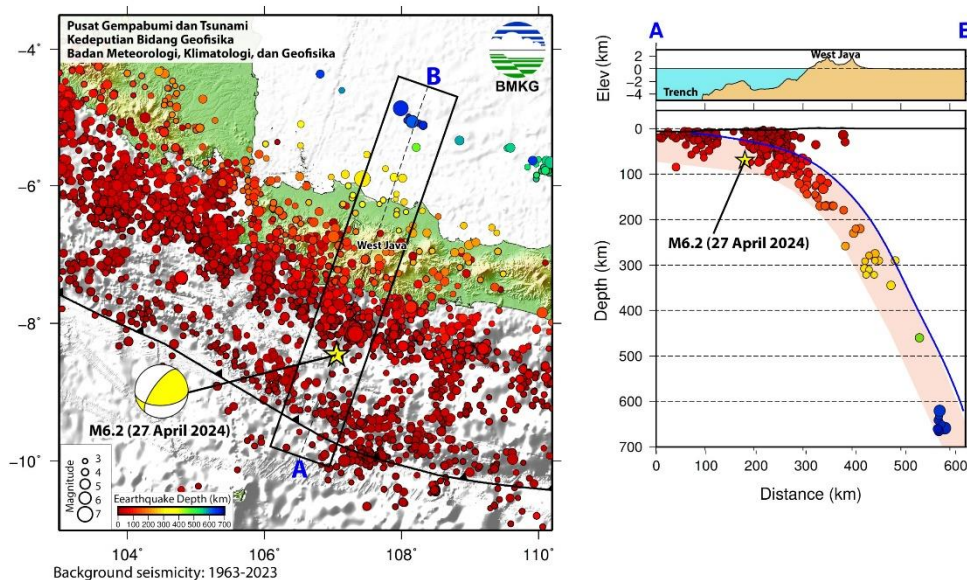 Pusat Gempabumi dan Tsunami
Kedeputian Bidang Geofisika
Badan Meteorologi, Klimatologi, dan Geofisika
BMKG
B
West Java
M6.2 (27 April 2024)
A
Magnitude
3
4
5
6
7
Eearthquake Depth (km)
0 100 200 300 400 500 600 700
−4°
−6°
−8°
−10°
104°
106°
108°
110°
Background seismicity: 1963-2023
A
E
Elev (km)
2
0
−2
−4
West Java
Trench
Depth (km)
0
100
200
300
400
500
600
700
M6.2 (27 April 2024)
0 100 200 300 400 500 600
Distance (km)